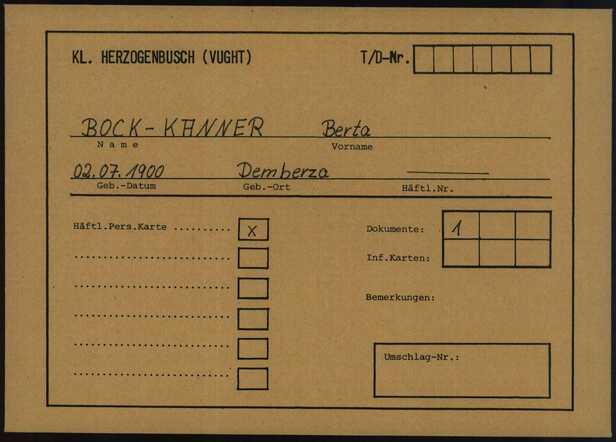 KL. HERZOGENBUSCH (VUGHT) T/D-Nr.
BOCK-KANNER Berta
Name Vorname
02.07.1900 Demberza
Geb.-Datum Geb.-Ort Häftl.Nr.
Häftl.Pers.Karte .......... X Dokumente: 1
Inf.Karten:
Bemerkungen:
Umschlag-Nr.: